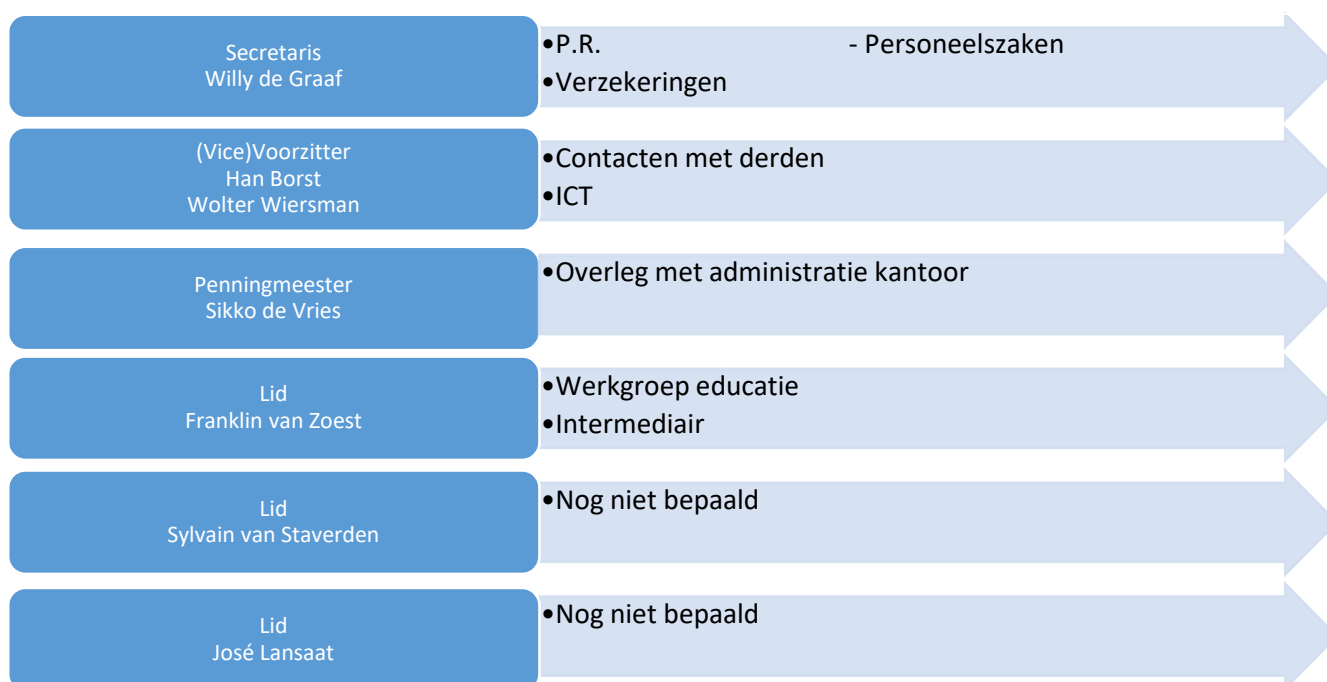 Secretaris
Willy de Graaf
•P.R. - Personeelszaken
•Verzekeringen
(Vice)Voorzitter
Han Borst
Wolter Wiersman
•Contacten met derden
•ICT
Penningmeester
Sikko de Vries
•Overleg met administratie kantoor
Lid
Franklin van Zoest
•Werkgroep educatie
•Intermediair
Lid
Sylvain van Staverden
•Nog niet bepaald
Lid
José Lansaat
•Nog niet bepaald